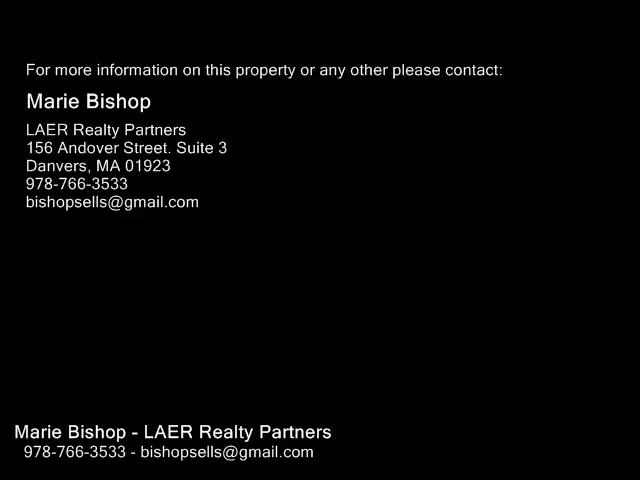 For more information on this property or any other please contact:
Marie Bishop
LAER Realty Partners
156 Andover Street. Suite 3
Danvers, MA 01923
978-766-3533
bishopsells@gmail.com
Marie Bishop - LAER Realty Partners
978-766-3533 - bishopsells@gmail.com